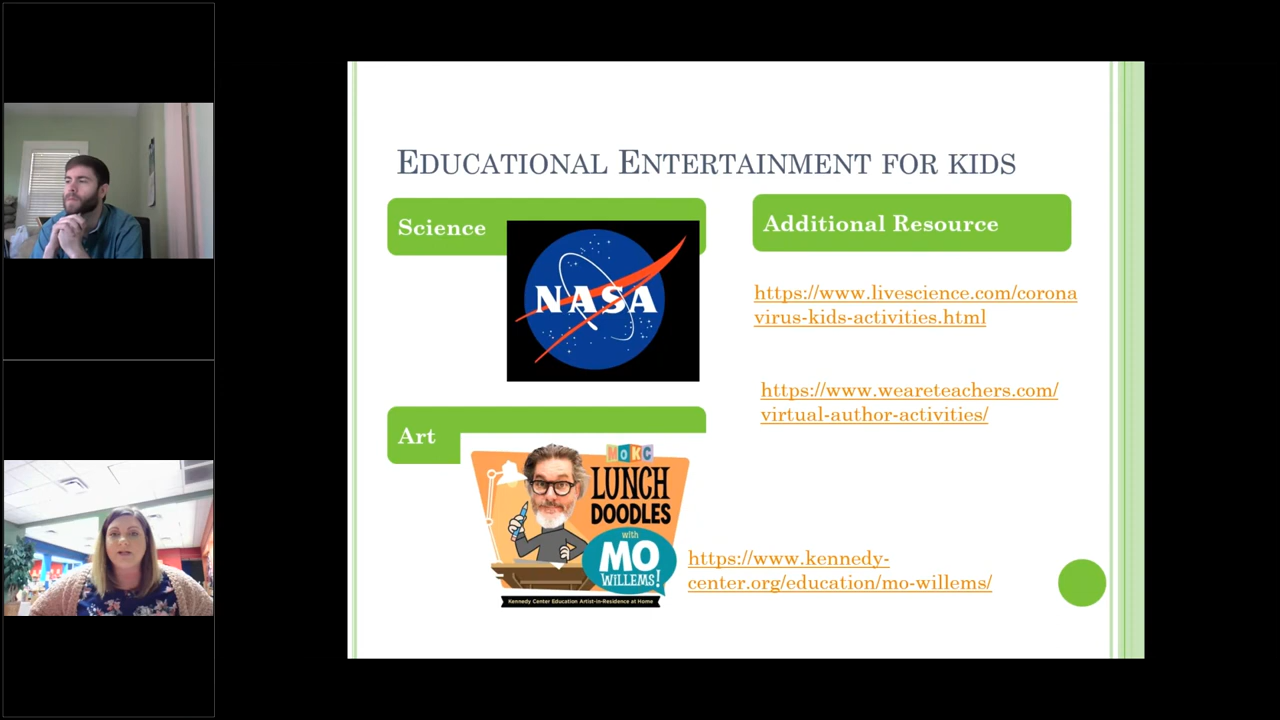 EDUCATIONAL ENTERTAINMENT FOR KIDS
Science
NASA
Additional Resource
https://www.livescience.com/corona
virus-kids-activities.html
https://www.weareteachers.com/
virtual-author-activities/
Art
MoKC
LUNCH
DOODLES
with
MO
WILLEMS!
Kennedy Center Education Artist-in-Residence at Home
https://www.kennedy-
center.org/education/mo-willems/